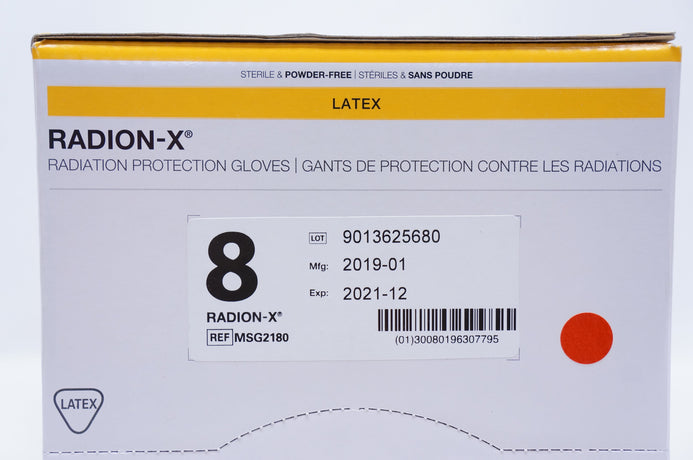 STERILE & POWDER-FREE | STÉRILES & SANS POUDRE
LATEX
RADION-X®
RADIATION PROTECTION GLOVES | GANTS DE PROTECTION CONTRE LES RADIATIONS
8
RADION-X®
REF MSG2180
LOT 9013625680
Mfg: 2019-01
Exp: 2021-12
(01)30080196307795
LATEX